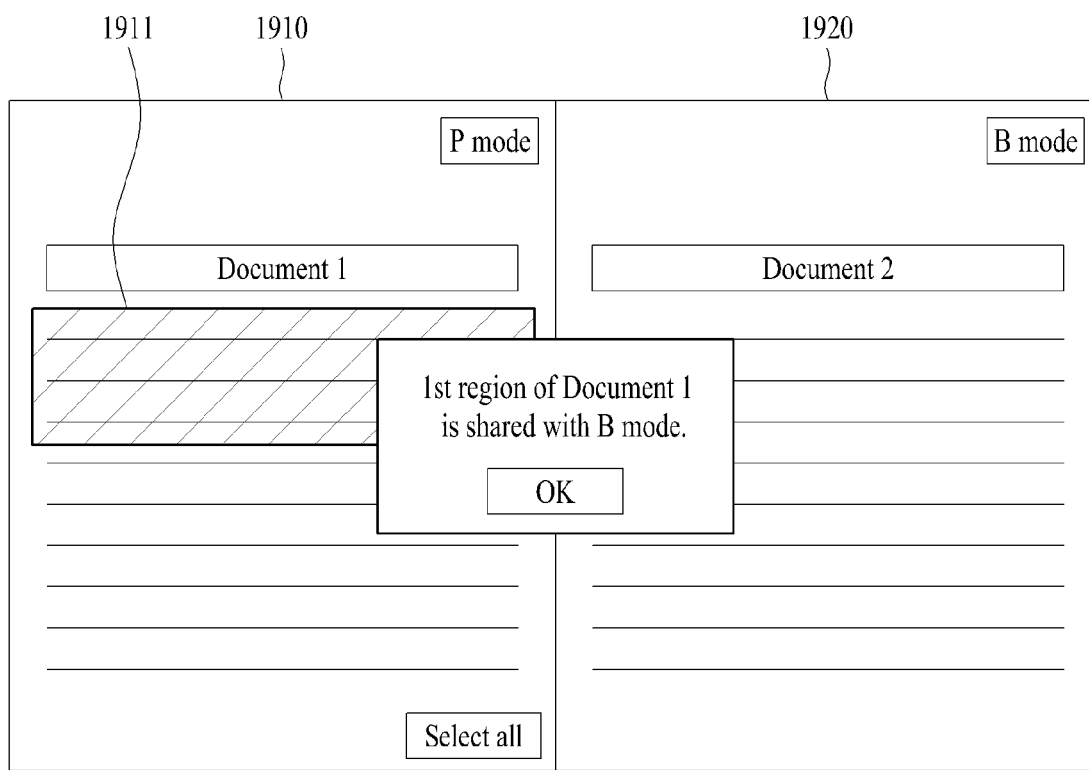 1911
1910
1920
P mode
B mode
Document 1
Document 2
1st region of Document 1
is shared with B mode.
OK
Select all